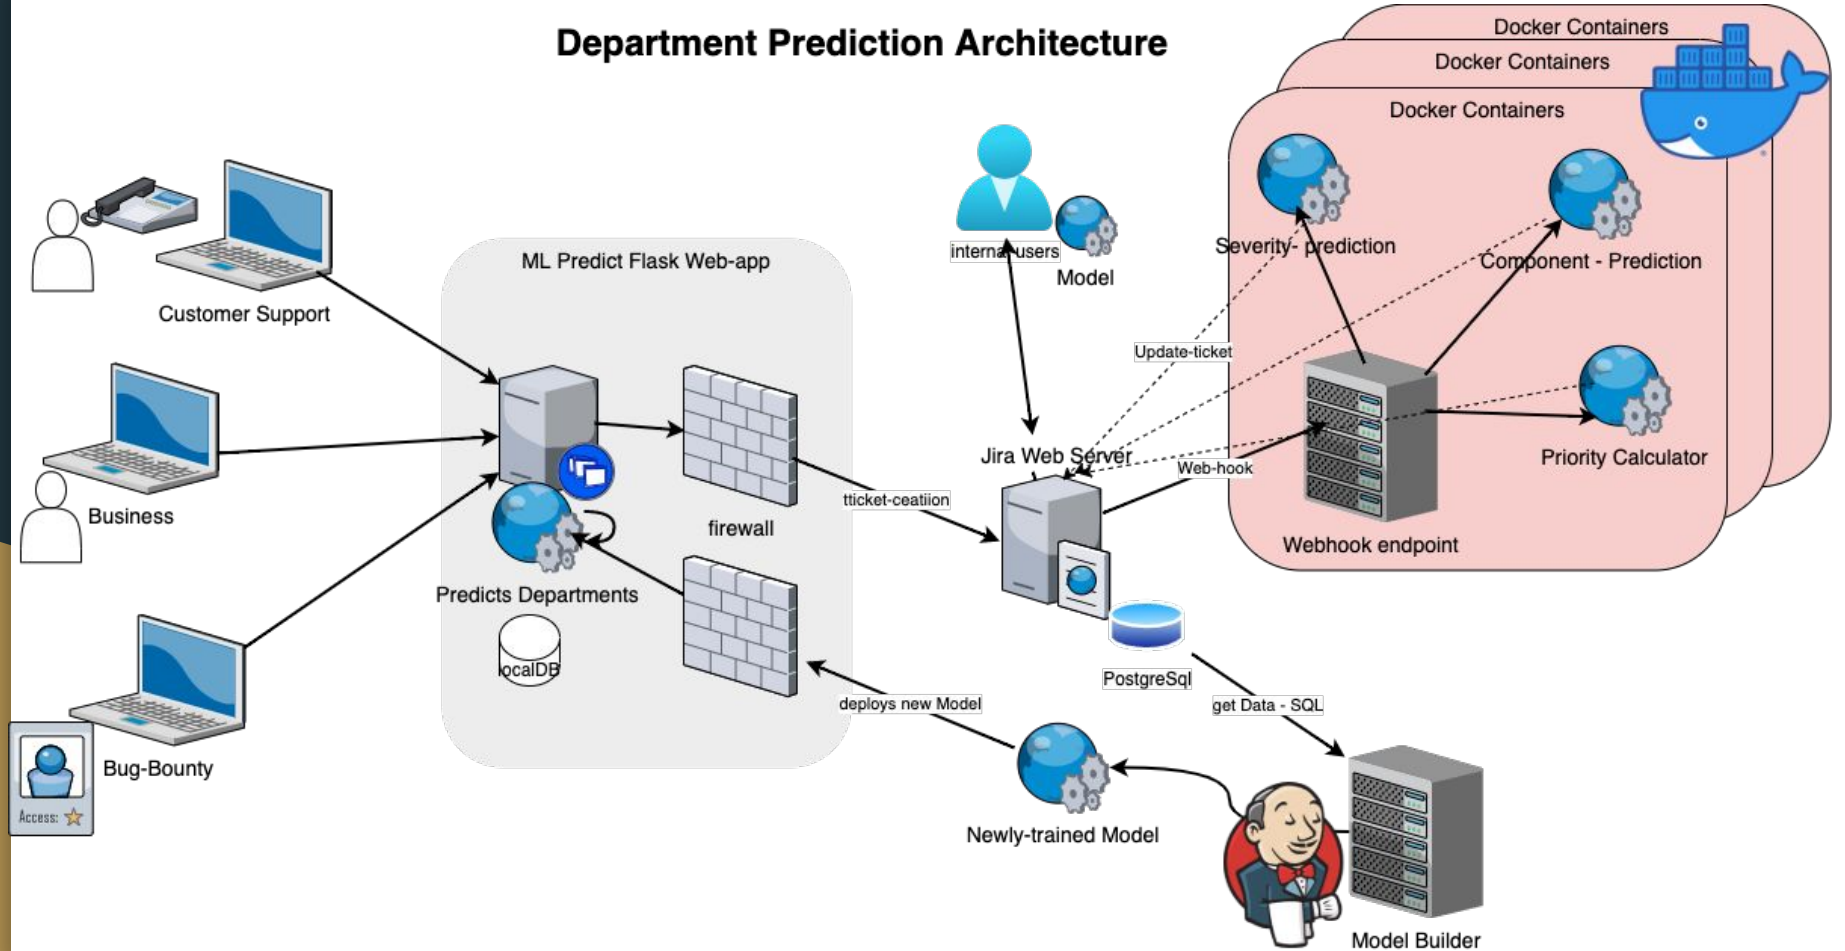 Department Prediction Architecture
Docker Containers
Docker Containers
Docker Containers
Customer Support
Business
Bug-Bounty
Access:
ML Predict Flask Web-app
firewall
Predicts Departments
ocalDB
internal users
Model
Severity- prediction
Component - Prediction
Update-ticket
Priority Calculator
Jira Web Server
Web-hook
Webhook endpoint
tticket-ceatiion
PostgreSql
get Data - SQL
deploys new Model
Newly-trained Model
Model Builder